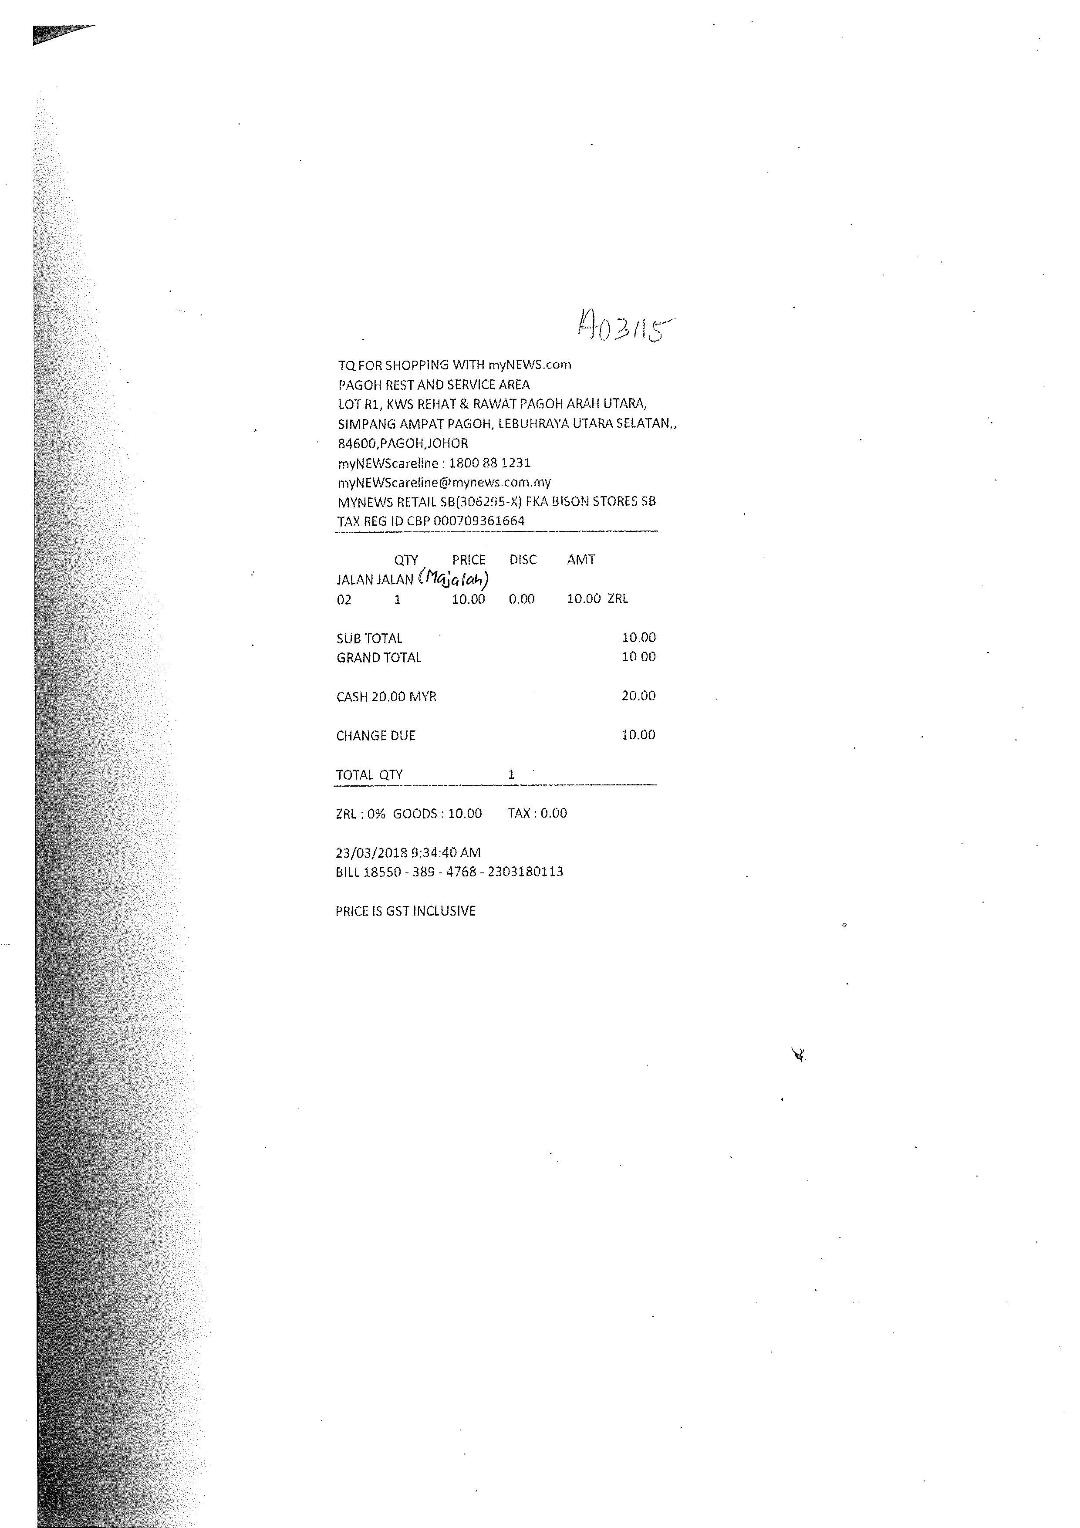 A03115
TQ FOR SHOPPING WITH myNEWS.com
PAGOH REST AND SERVICE AREA
LOT R1, KWS REHAT & RAWAT PAGOH ARAH UTARA,
SIMPANG AMPAT PAGOH, LEBUHRAYA UTARA SELATAN,,
84600,PAGOH,JOHOR
myNEWScareline : 1800 88 1231
myNEWScareline@mynews.com.my
MYNEWS RETAIL SB(306295-X) FKA BISON STORES SB
TAX REG ID CBP 000709361664
QTY PRICE DISC AMT
JALAN JALAN (Majalah)
02 1 10.00 0.00 10.00 ZRL
SUB TOTAL 10.00
GRAND TOTAL 10.00
CASH 20.00 MYR 20.00
CHANGE DUE 10.00
TOTAL QTY 1
ZRL : 0% GOODS : 10.00 TAX : 0.00
23/03/2018 9:34:40 AM
BILL 18550 - 389 - 4768 - 2303180113
PRICE IS GST INCLUSIVE